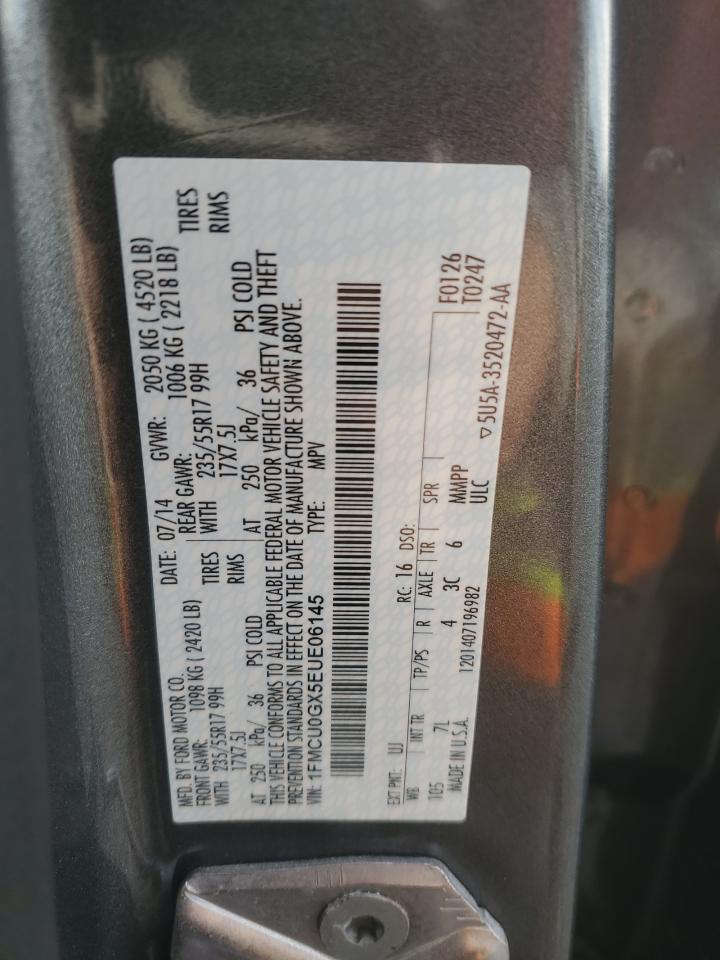 MFD. BY FORD MOTOR CO. DATE: 07/14 GVWR: 2050 KG ( 4520 LB)
FRONT GAWR: 1098 KG ( 2420 LB) REAR GAWR: 1006 KG ( 2218 LB)
WITH 235/55R17 99H TIRES WITH 235/55R17 99H TIRES
17X7.5J RIMS 17X7.5J RIMS
AT 250 kPa/ 36 PSI COLD AT 250 kPa/ 36 PSI COLD
THIS VEHICLE CONFORMS TO ALL APPLICABLE FEDERAL MOTOR VEHICLE SAFETY AND THEFT
PREVENTION STANDARDS IN EFFECT ON THE DATE OF MANUFACTURE SHOWN ABOVE.
VIN: 1FMCU0GX5EUE06145 TYPE: MPV
EXT PNT: UJ RC: 16 DSO: F0126
WB INT TR TP/PS R AXLE TR SPR T0247
105 7L 4 3C 6 MMPP
MADE IN U.S.A. 1201407196982 ULC ▽5U5A-3520472-AA